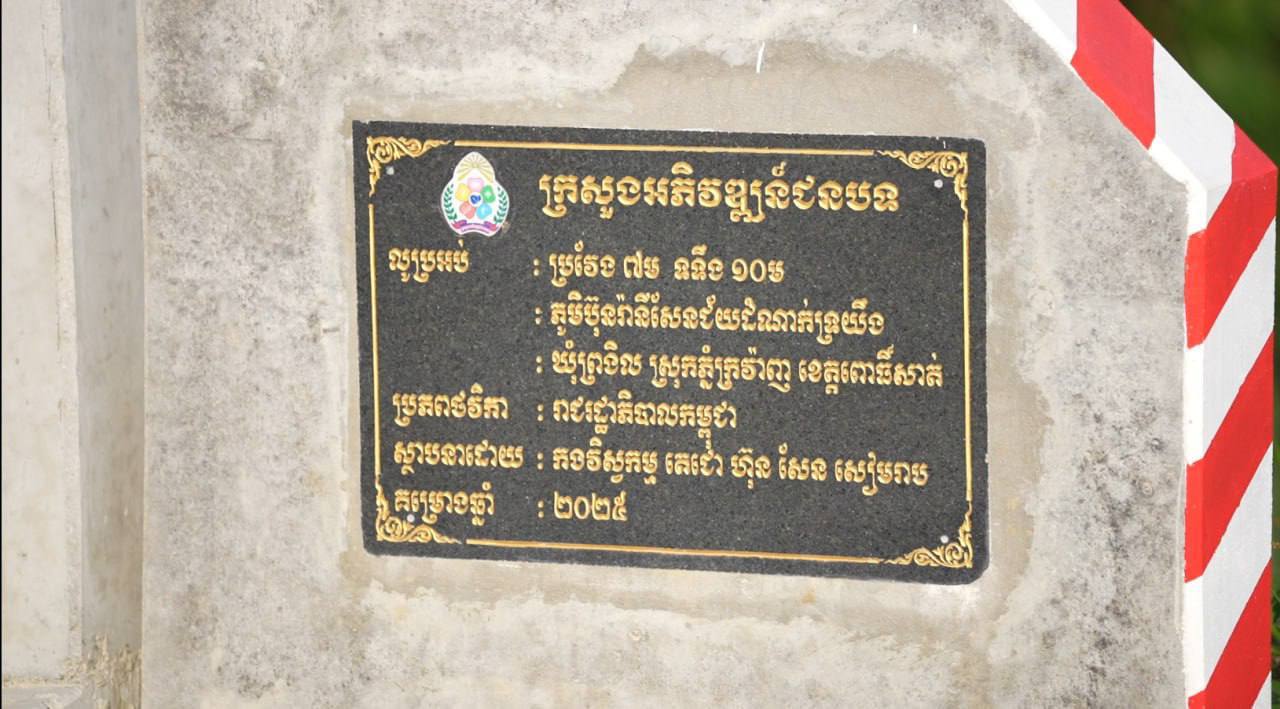 ក្រសួងអភិវឌ្ឍន៍ជនបទ
លូប្រអប់ : ប្រវែង ៧ម ទទឹង ១០ម
: ភូមិប៊ុនរ៉ានីសែនជ័យដំណាក់ទ្រយឹង
: ឃុំព្រងិល ស្រុកភ្នំក្រវ៉ាញ ខេត្តពោធិ៍សាត់
ប្រភពថវិកា : រាជរដ្ឋាភិបាលកម្ពុជា
ស្ថាបនាដោយ : កងវិស្វកម្ម តេជោ ហ៊ុន សែន សៀមរាប
គម្រោងឆ្នាំ : ២០២៥